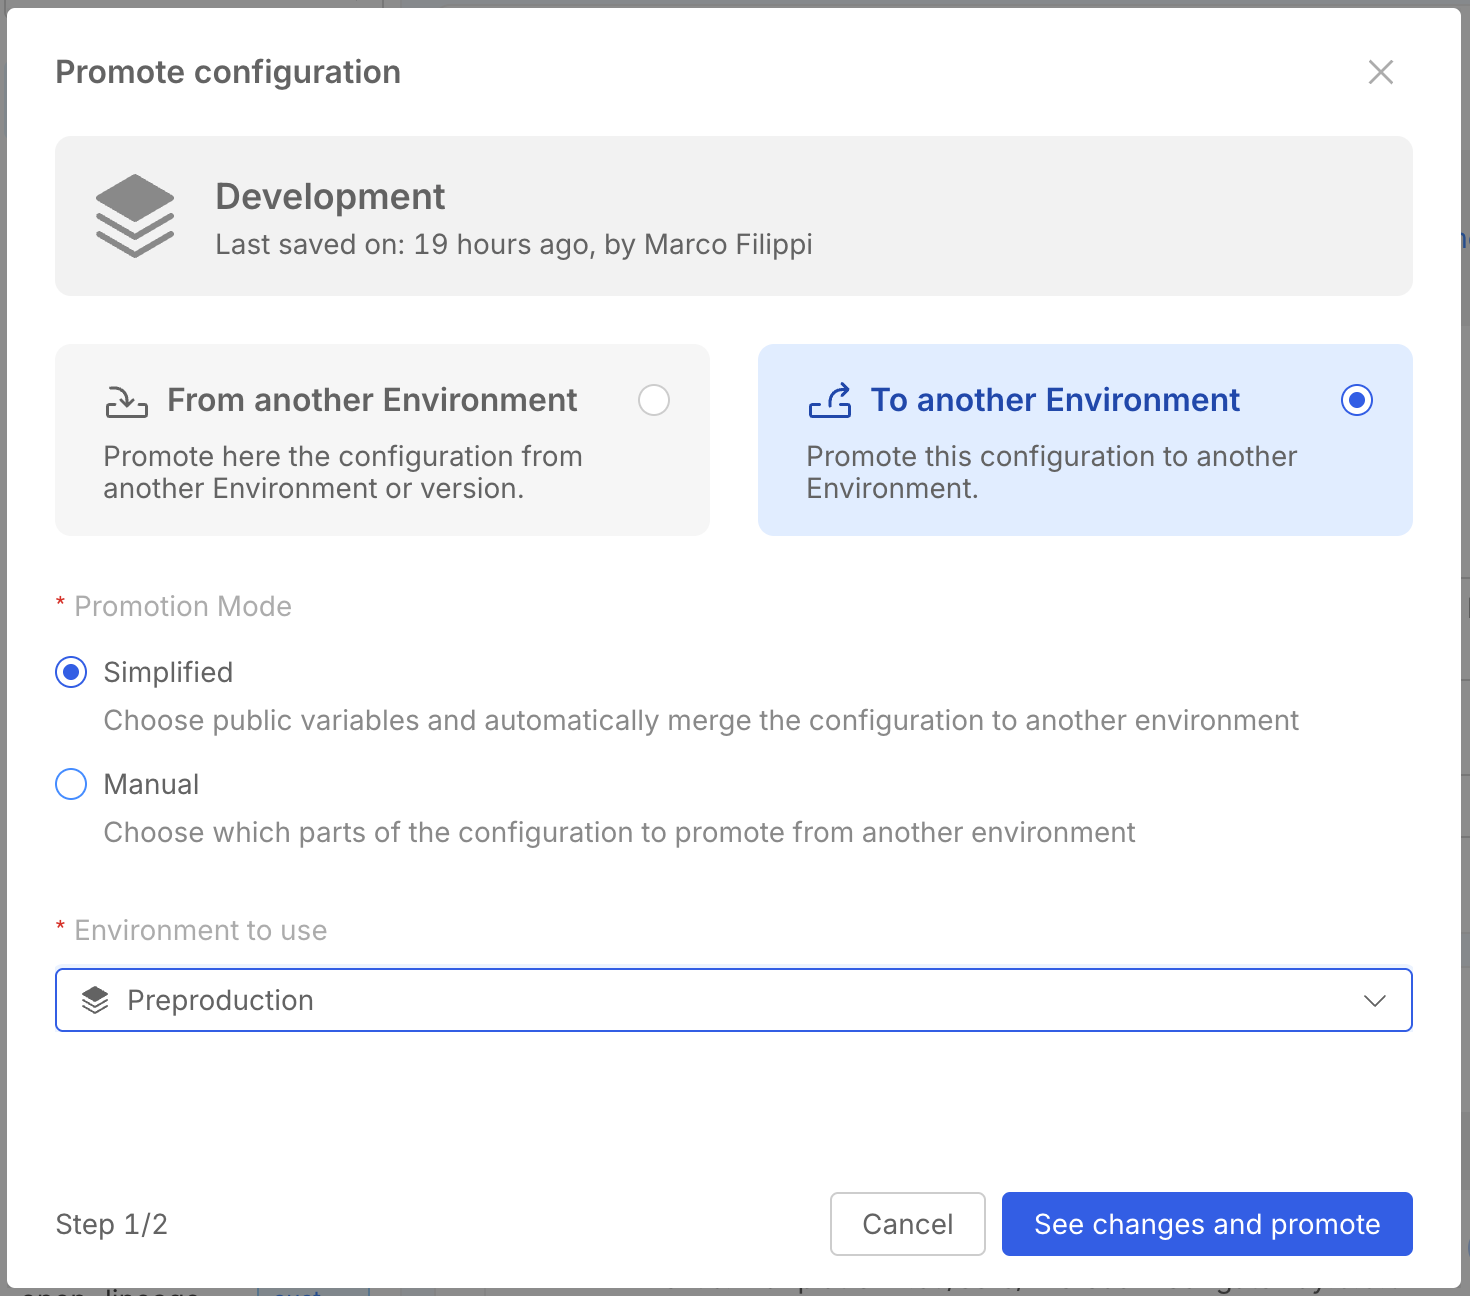 Promote configuration
Development
Last saved on: 19 hours ago, by Marco Filippi
From another Environment
Promote here the configuration from
another Environment or version.
To another Environment
Promote this configuration to another
Environment.
* Promotion Mode
Simplified
Choose public variables and automatically merge the configuration to another environment
Manual
Choose which parts of the configuration to promote from another environment
* Environment to use
Preproduction
Step 1/2
Cancel
See changes and promote